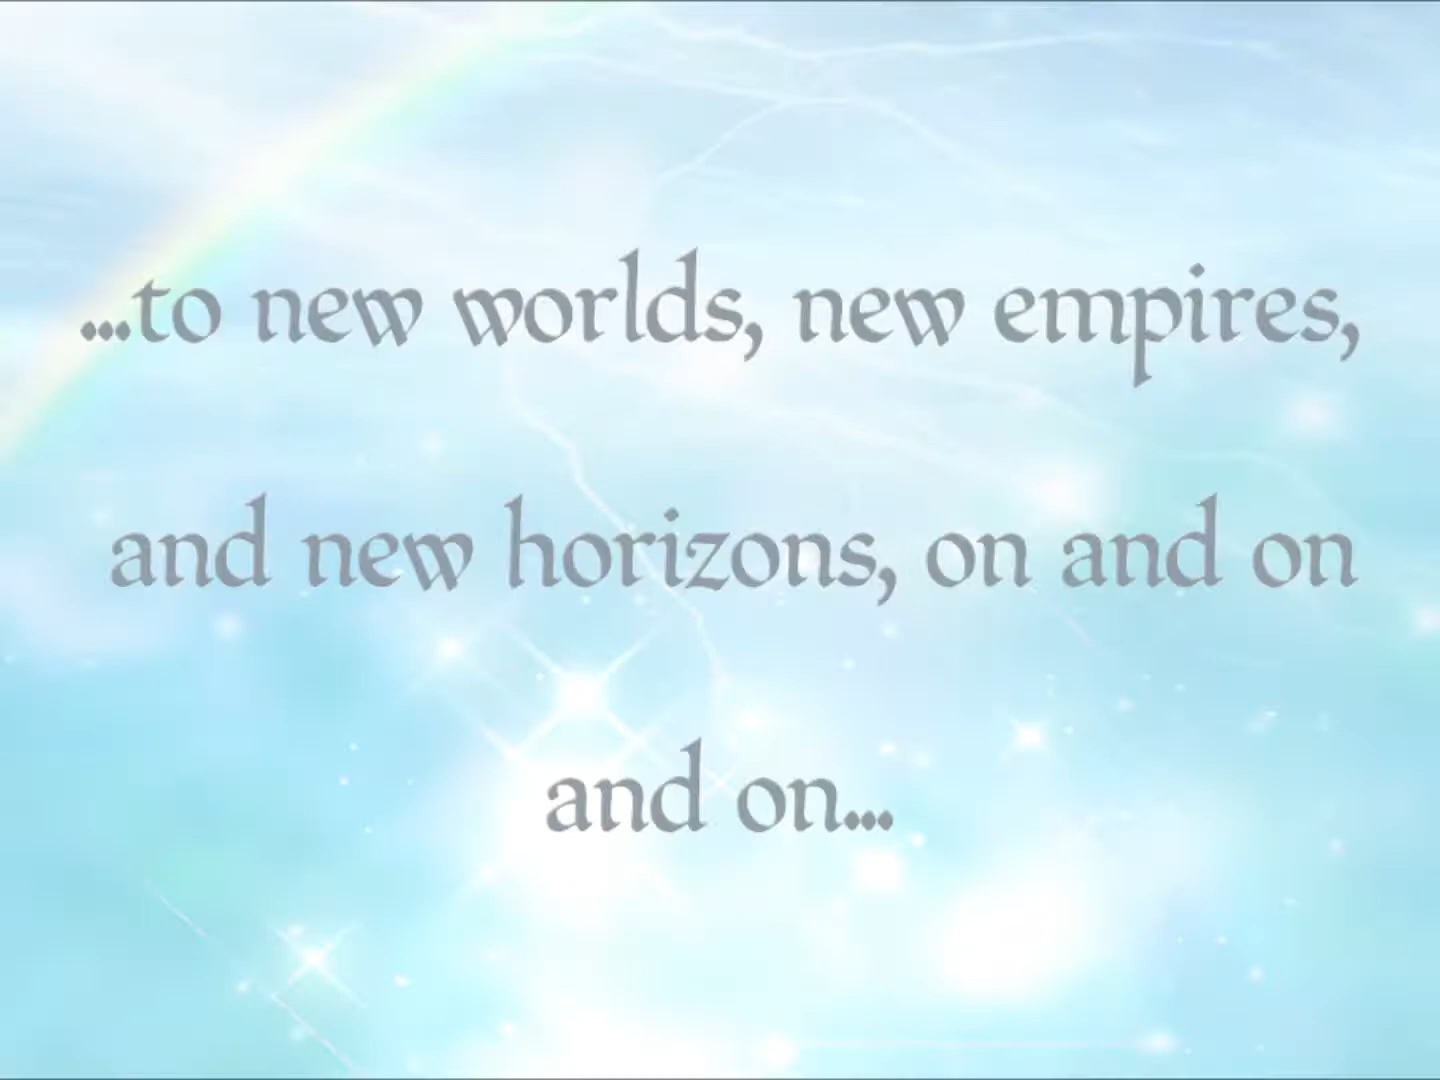 ...to new worlds, new empires,
and new horizons, on and on
and on...